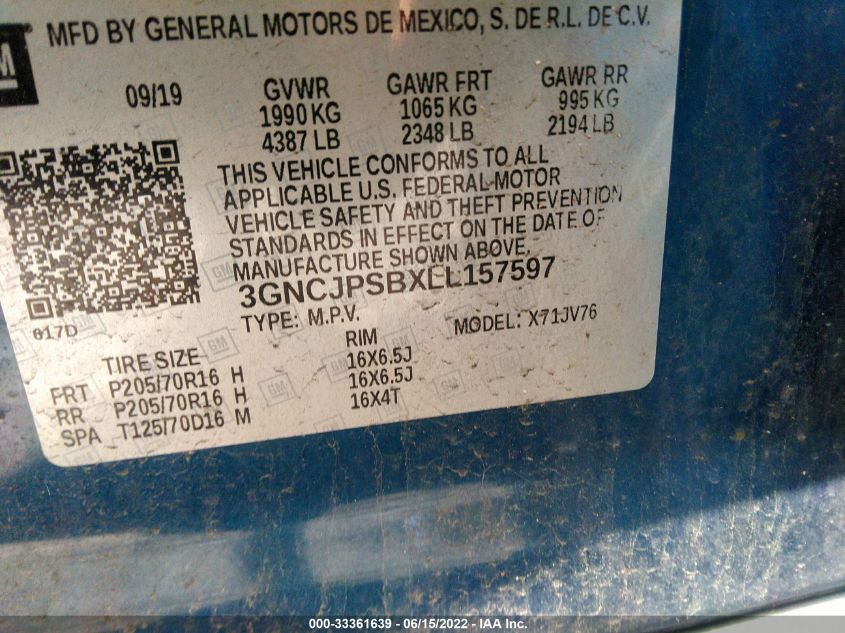 GM
MFD BY GENERAL MOTORS DE MEXICO, S. DE R.L. DE C.V.
09/19 GVWR GAWR FRT GAWR RR
1990 KG 1065 KG 995 KG
4387 LB 2348 LB 2194 LB
THIS VEHICLE CONFORMS TO ALL
APPLICABLE U.S. FEDERAL MOTOR
VEHICLE SAFETY AND THEFT PREVENTION
STANDARDS IN EFFECT ON THE DATE OF
MANUFACTURE SHOWN ABOVE.
3GNCJPSBXLL157597
617D TYPE: M.P.V. MODEL: X71JV76
TIRE SIZE RIM
FRT P205/70R16 H 16X6.5J
RR P205/70R16 H 16X6.5J
SPA T125/70D16 M 16X4T
000-33361639 - 06/15/2022 - IAA Inc.